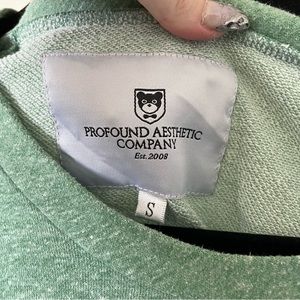 PROFOUND AESTHETIC
COMPANY
Est. 2008
S